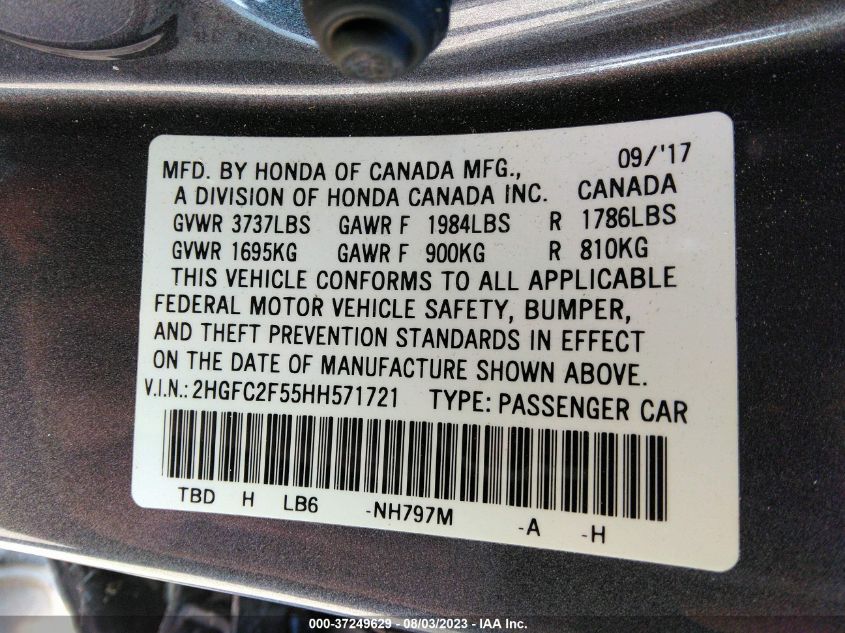 MFD. BY HONDA OF CANADA MFG., 09/'17
A DIVISION OF HONDA CANADA INC. CANADA
GVWR 3737LBS GAWR F 1984LBS R 1786LBS
GVWR 1695KG GAWR F 900KG R 810KG
THIS VEHICLE CONFORMS TO ALL APPLICABLE
FEDERAL MOTOR VEHICLE SAFETY, BUMPER,
AND THEFT PREVENTION STANDARDS IN EFFECT
ON THE DATE OF MANUFACTURE SHOWN ABOVE.
V.I.N.: 2HGFC2F55HH571721 TYPE: PASSENGER CAR
TBD H LB6 -NH797M -A -H
000-37249629 - 08/03/2023 - IAA Inc.